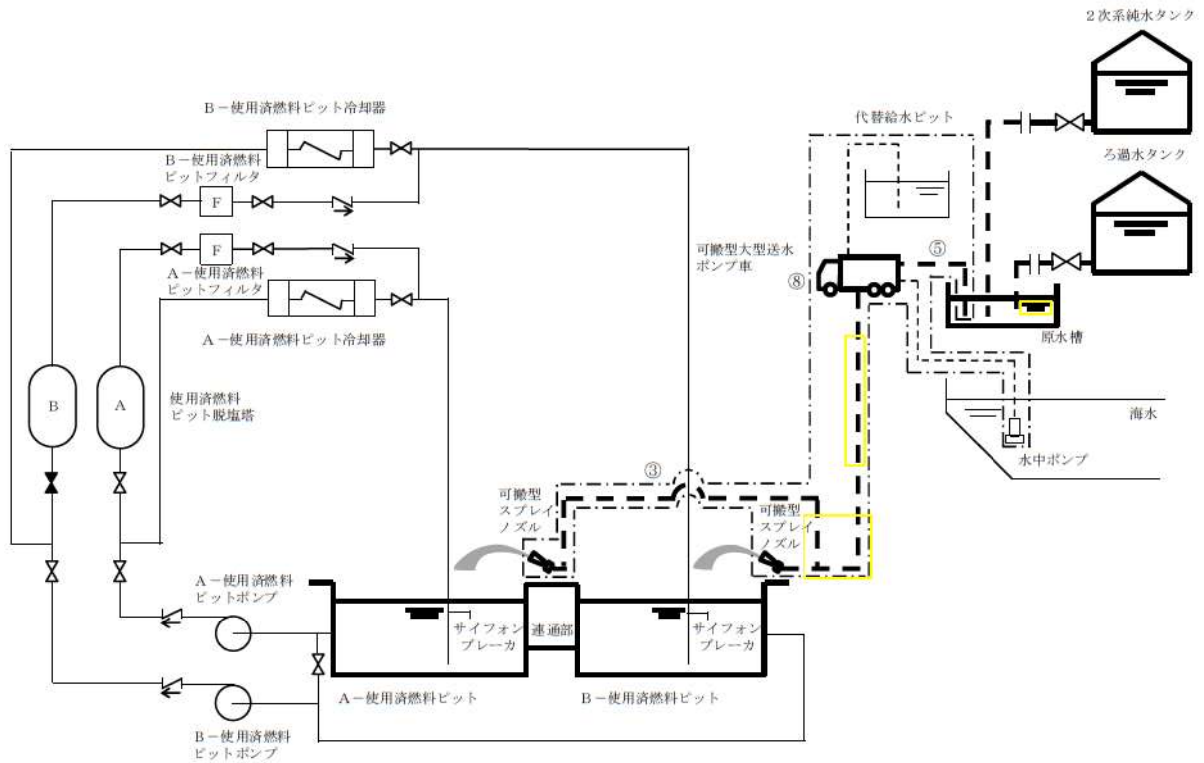 ２次系純水タンク
Ｂ－使用済燃料ピット冷却器
代替給水ピット
Ｂ－使用済燃料
ピットフィルタ
ろ過水タンク
F
可搬型大型送水
ポンプ車
⑤
F
⑧
Ａ－使用済燃料
ピットフィルタ
原水槽
Ａ－使用済燃料ピット冷却器
B
A
使用済燃料
ピット脱塩塔
海水
水中ポンプ
③
可搬型
スプレイ
ノズル
可搬型
スプレイ
ノズル
Ａ－使用済燃料
ピットポンプ
サイフォン
ブレーカ
連通部
サイフォン
ブレーカ
Ａ－使用済燃料ピット
Ｂ－使用済燃料ピット
Ｂ－使用済燃料
ピットポンプ